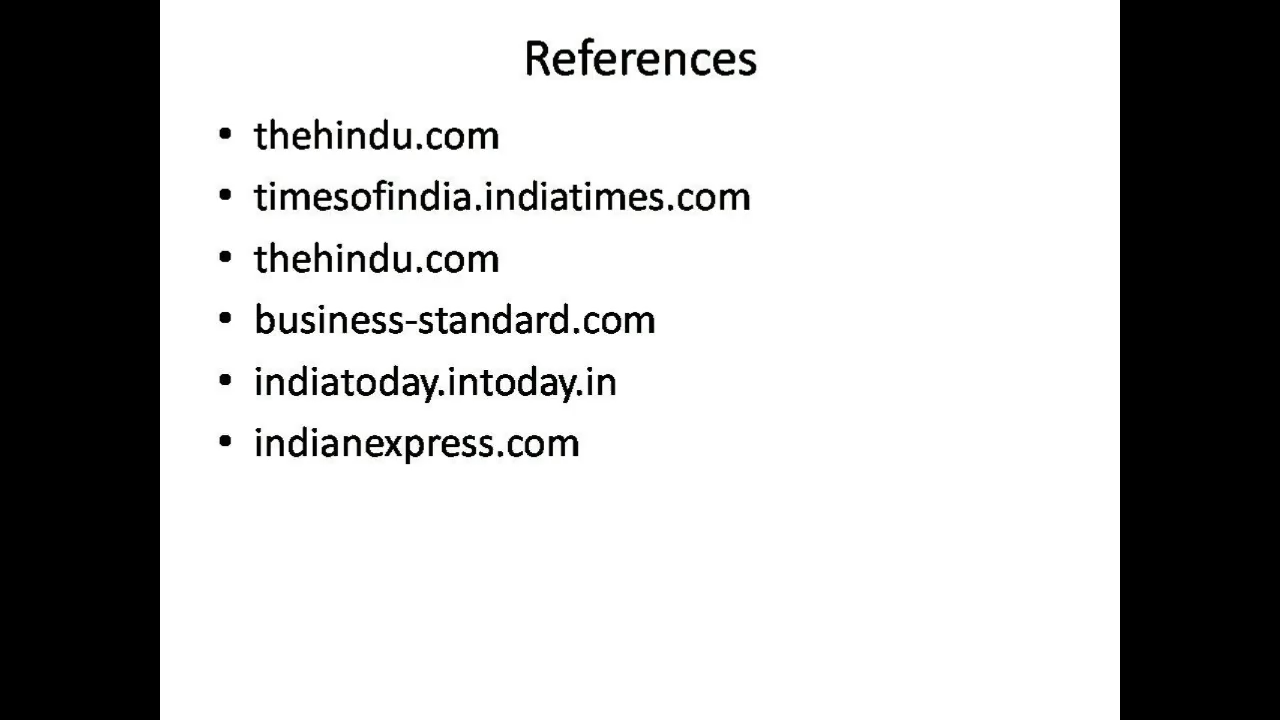 References
• thehindu.com
• timesofindia.indiatimes.com
• thehindu.com
• business-standard.com
• indiatoday.intoday.in
• indianexpress.com